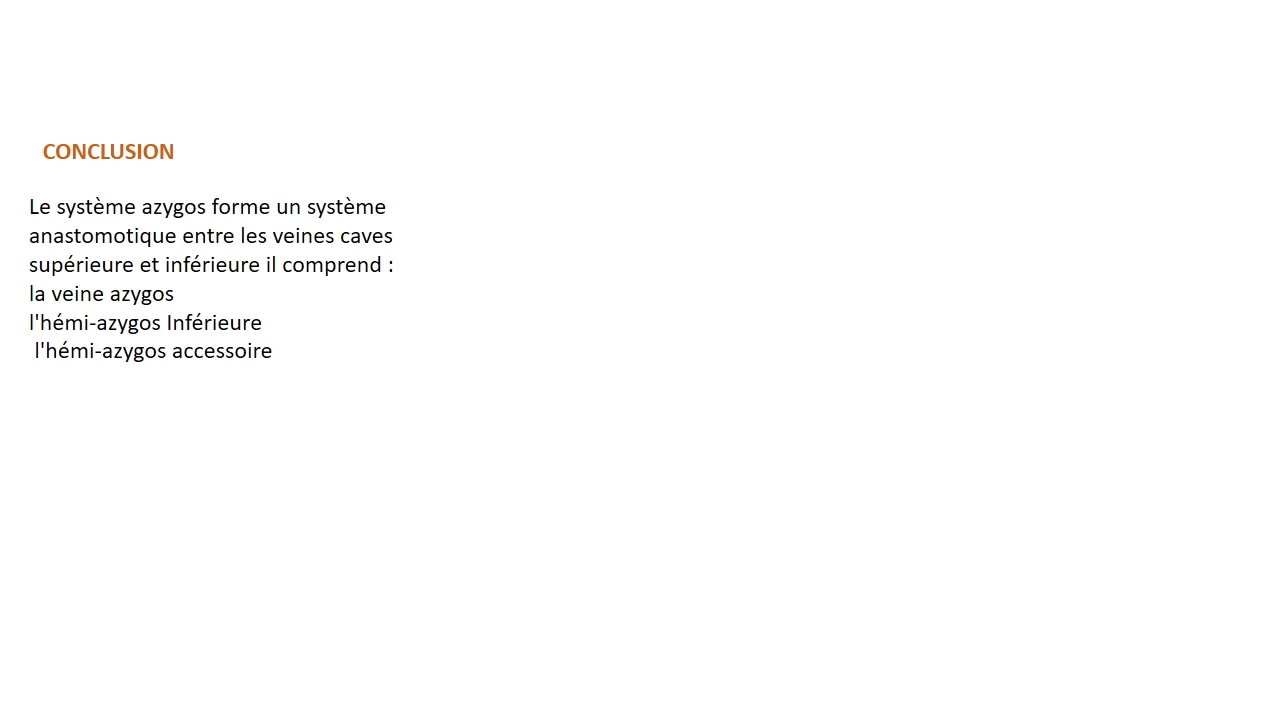 CONCLUSION
Le système azygos forme un système
anastomotique entre les veines caves
supérieure et inférieure il comprend :
la veine azygos
l'hémi-azygos Inférieure
l'hémi-azygos accessoire